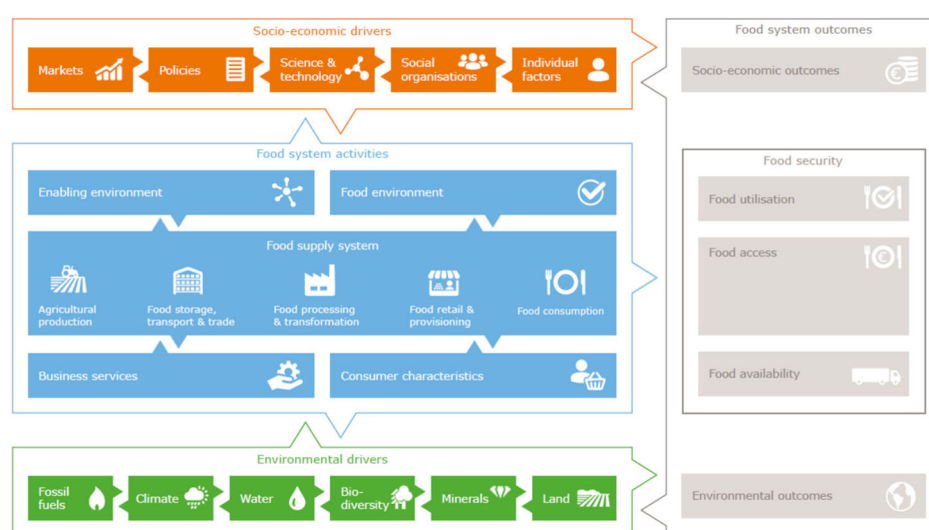 Socio-economic drivers
Markets
Policies
Science &
technology
Social
organisations
Individual
factors
Food system activities
Enabling environment
Food environment
Food supply system
Agricultural
production
Food storage,
transport & trade
Food processing
& transformation
Food retail &
provisioning
Food consumption
Business services
Consumer characteristics
Environmental drivers
Fossil
fuels
Climate
Water
Bio-
diversity
Minerals
Land
Food system outcomes
Socio-economic outcomes
Food security
Food utilisation
Food access
Food availability
Environmental outcomes